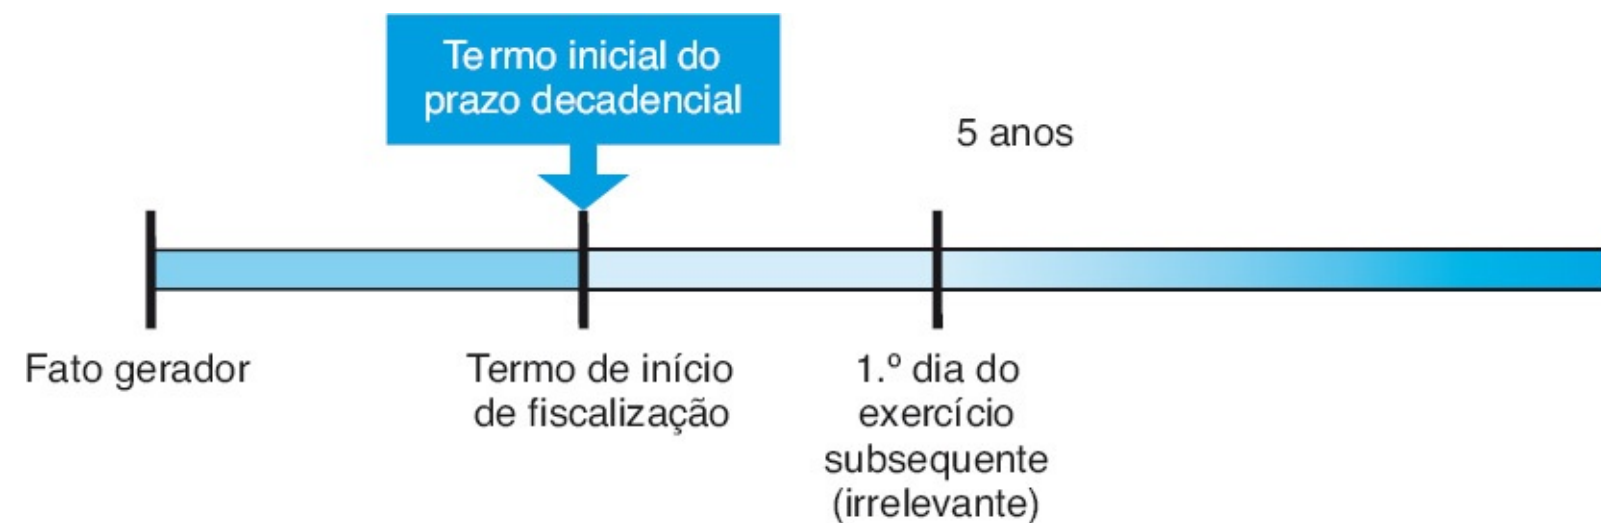 Termo inicial do
prazo decadencial
5 anos
Fato gerador
Termo de início
de fiscalização
1.º dia do
exercício
subsequente
(irrelevante)